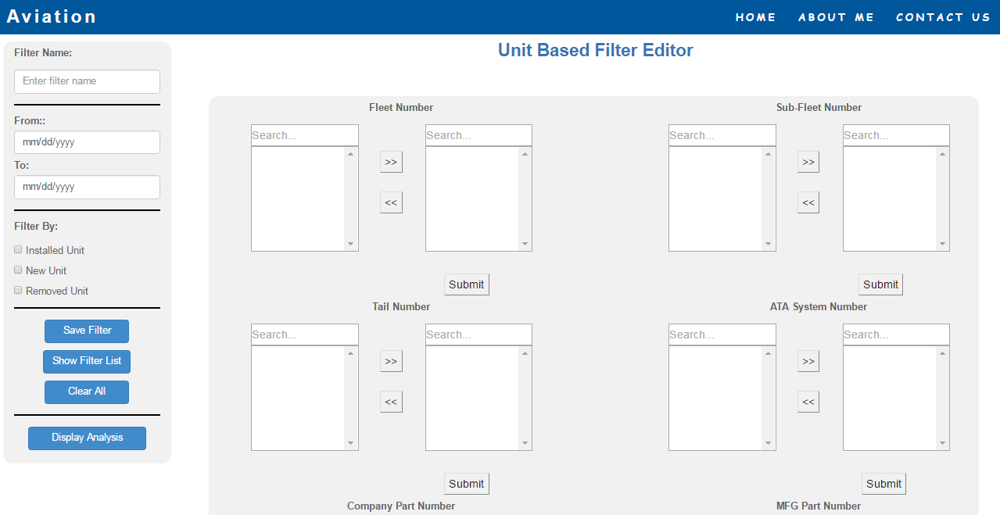 Aviation
HOME ABOUT ME CONTACT US
Filter Name:
Enter filter name
From::
mm/dd/yyyy
To:
mm/dd/yyyy
Filter By:
Installed Unit
New Unit
Removed Unit
Save Filter
Show Filter List
Clear All
Display Analysis
Unit Based Filter Editor
Fleet Number Sub-Fleet Number
Search... Search... Search... Search...
>> >>
<< <<
Submit Submit
Tail Number ATA System Number
Search... Search... Search... Search...
>> >>
<< <<
Submit Submit
Company Part Number MFG Part Number